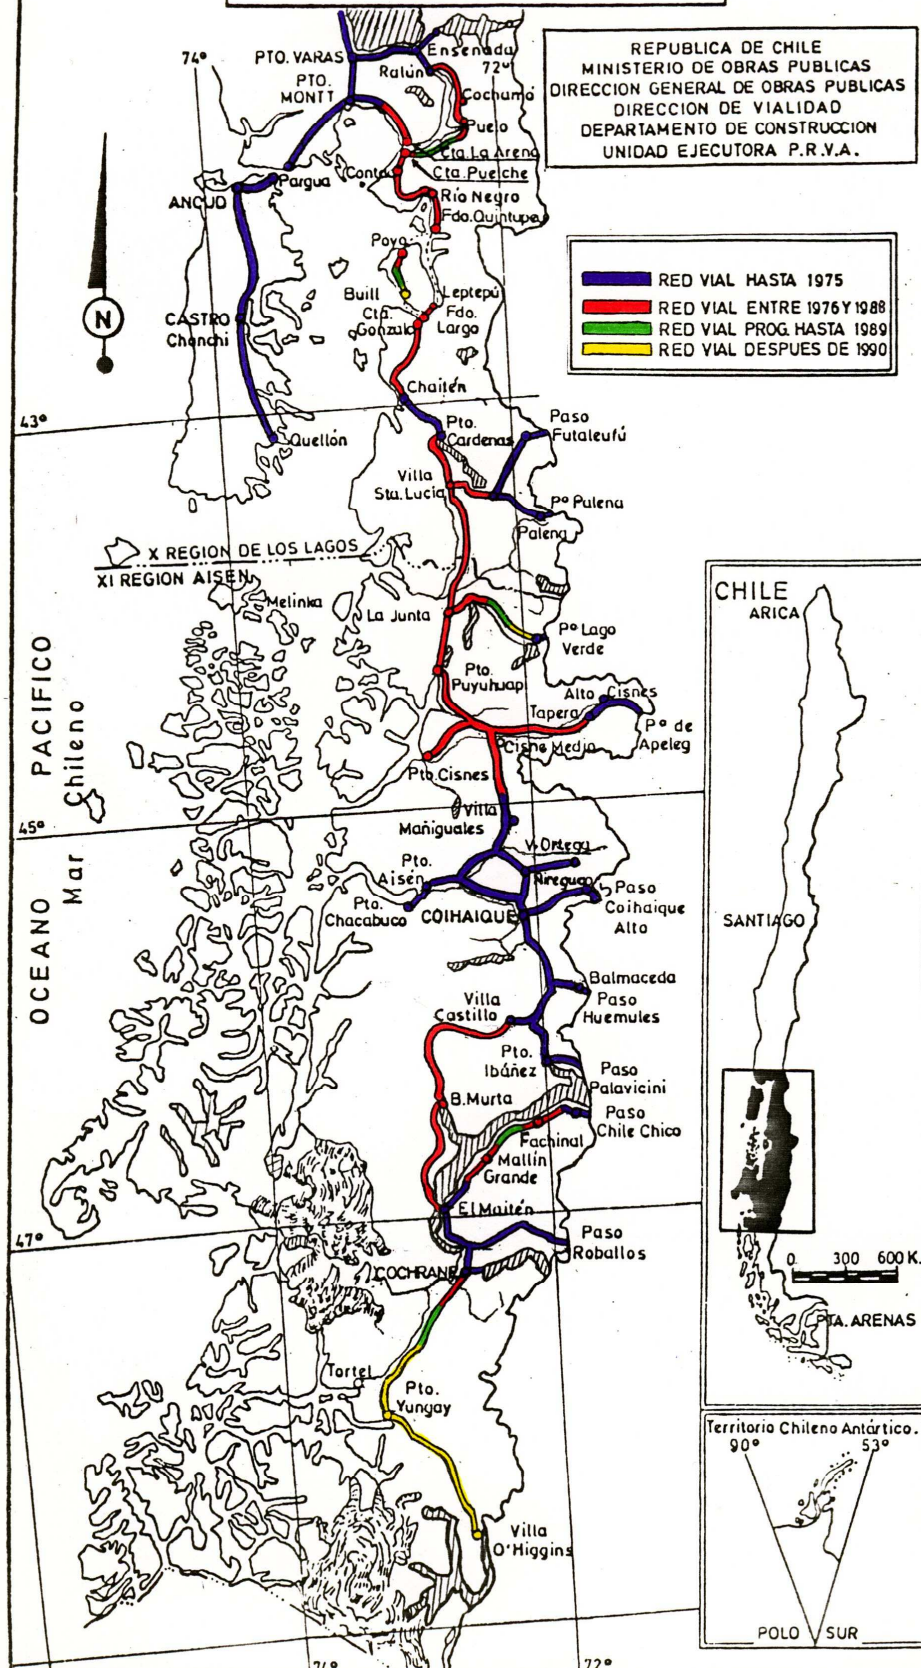 REPUBLICA DE CHILE
MINISTERIO DE OBRAS PUBLICAS
DIRECCION GENERAL DE OBRAS PUBLICAS
DIRECCION DE VIALIDAD
DEPARTAMENTO DE CONSTRUCCION
UNIDAD EJECUTORA P.R.V.A.
RED VIAL HASTA 1975
RED VIAL ENTRE 1976 Y 1988
RED VIAL PROG. HASTA 1989
RED VIAL DESPUES DE 1990
74°
72°
PTO. VARAS
Ensenada
Ralún
PTO.
MONTT
Cochamó
Puelo
Cta. La Arena
Cta. Puelche
Contao
Pargua
ANCUD
Río Negro
Fdo. Quintupeu
N
Poyo
Buill
Leptepú
Cta.
Gonzalo
Fdo.
Largo
CASTRO
Chonchi
Chaitén
43°
Quellón
Pto.
Cardenas
Paso
Futaleufú
Villa
Sta. Lucia
Pº Palena
Palena
X REGION DE LOS LAGOS
XI REGION AISEN
Melinka
La Junta
Pº Lago
Verde
Pto.
Puyuhuap
Alto Cisnes
Tapera
Pº de
Apeleg
Cisne Medio
Pto. Cisnes
OCEANO PACIFICO
Mar Chileno
45°
Villa
Mañiguales
V. Ortega
Ñireguao
Pto.
Aisén
Pto.
Chacabuco
COIHAIQUE
Paso
Coihaique
Alto
Balmaceda
Paso
Huemules
Villa
Castillo
Pto.
Ibáñez
Paso
Palavicini
B. Murta
Paso
Chile Chico
Fachinal
Mallín
Grande
El Maitén
47°
Paso
Roballos
COCHRANE
Tortel
Pto.
Yungay
Villa
O'Higgins
74°
72°
CHILE
ARICA
SANTIAGO
0 300 600 K.
PTA. ARENAS
Territorio Chileno Antártico.
90°
53°
POLO SUR